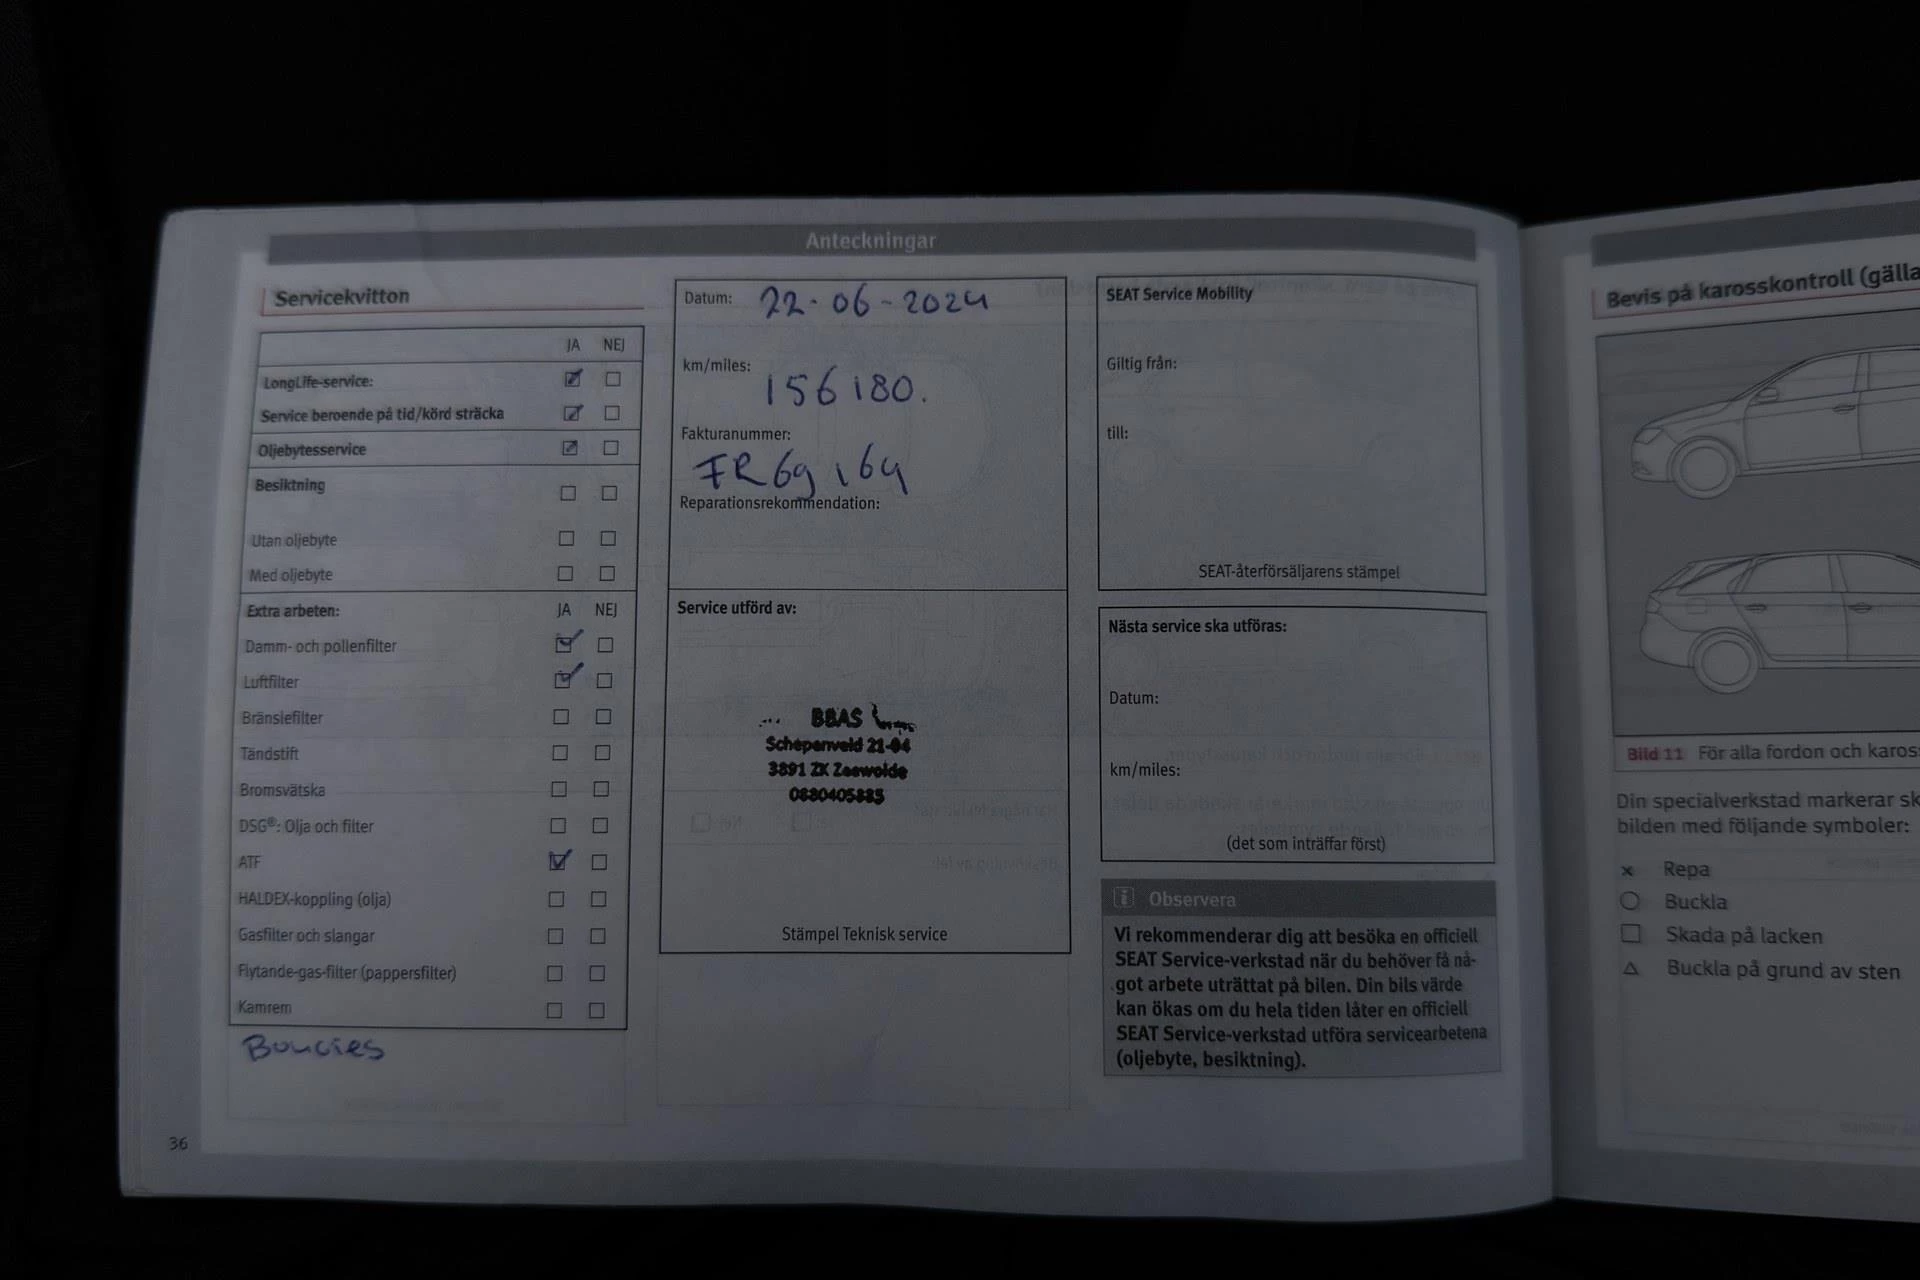 Anteckningar
Servicekvitton
JA NEJ
LongLife-service:
Service beroende på tid/körd sträcka
Oljebytesservice
Besiktning
Utan oljebyte
Med oljebyte
Extra arbeten: JA NEJ
Damm- och pollenfilter
Luftfilter
Bränslefilter
Tändstift
Bromsvätska
DSG®: Olja och filter
ATF
HALDEX-koppling (olja)
Gasfilter och slangar
Flytande-gas-filter (pappersfilter)
Kamrem
Boucies
36
Datum: 22-06-2024
km/miles:
156180.
Fakturanummer:
FR69164
Reparationsrekommendation:
Service utförd av:
BBAS
Schepenveld 21-04
3891 ZK Zeewolde
0880405885
Stämpel Teknisk service
SEAT Service Mobility
Giltig från:
till:
SEAT-återförsäljarens stämpel
Nästa service ska utföras:
Datum:
km/miles:
(det som inträffar först)
i Observera
Vi rekommenderar dig att besöka en officiell
SEAT Service-verkstad när du behöver få nå-
got arbete uträttat på bilen. Din bils värde
kan ökas om du hela tiden låter en officiell
SEAT Service-verkstad utföra servicearbetena
(oljebyte, besiktning).
Bevis på karosskontroll (gälla
Bild 11 För alla fordon och kaross
Din specialverkstad markerar sk
bilden med följande symboler:
x Repa
○ Buckla
□ Skada på lacken
△ Buckla på grund av sten